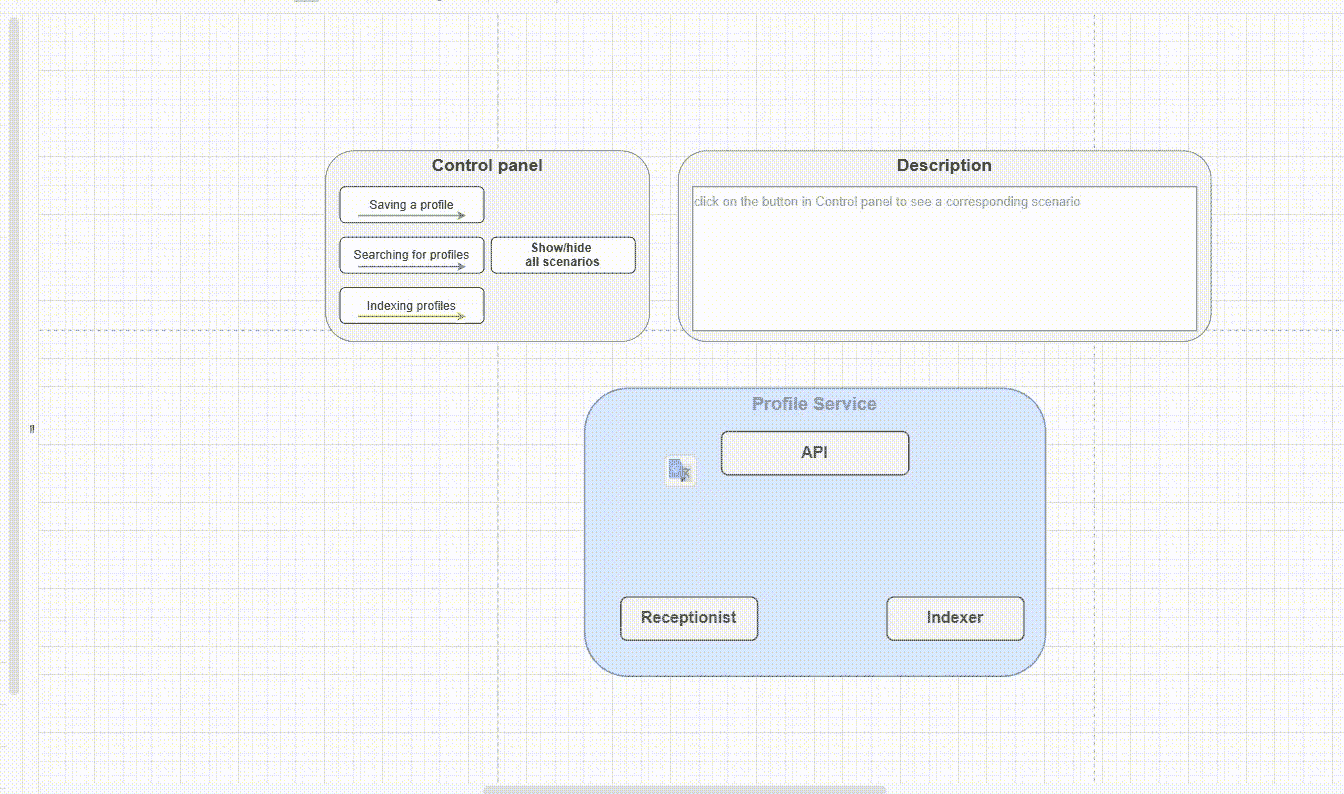 Control panel
Saving a profile
Searching for profiles
Show/hide
all scenarios
Indexing profiles
Description
click on the button in Control panel to see a corresponding scenario
Profile Service
API
Receptionist
Indexer